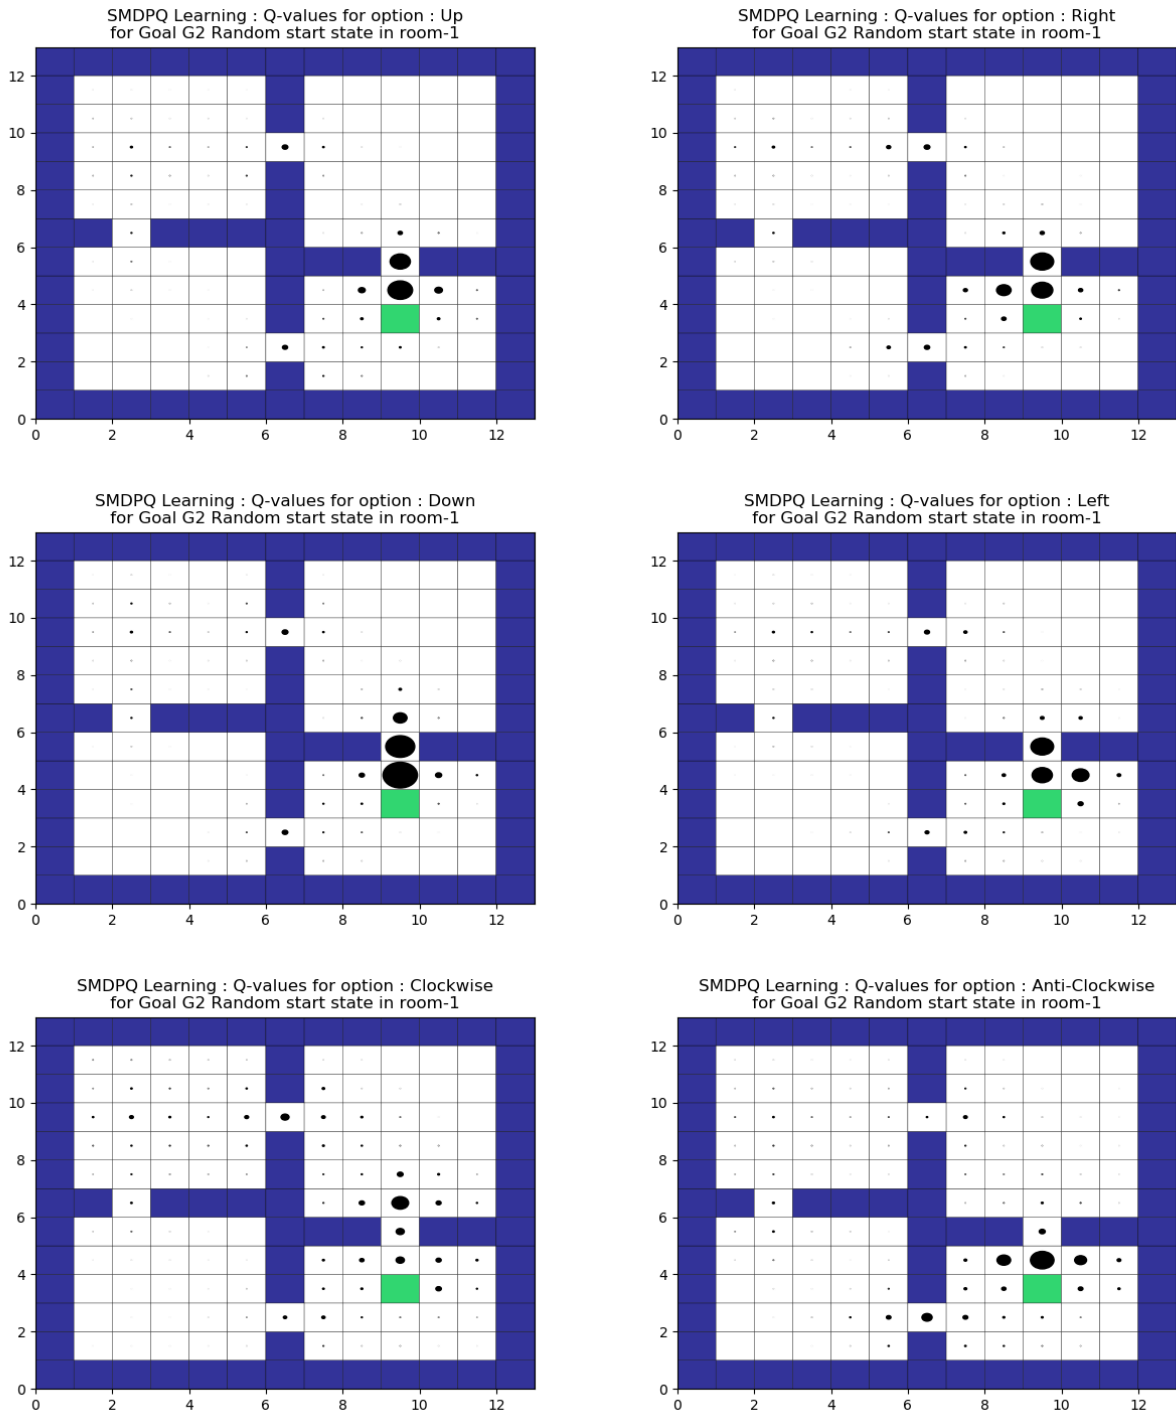 SMDPQ Learning : Q-values for option : Up
for Goal G2 Random start state in room-1
12
10
8
6
4
2
0
0 2 4 6 8 10 12
SMDPQ Learning : Q-values for option : Right
for Goal G2 Random start state in room-1
12
10
8
6
4
2
0
0 2 4 6 8 10 12
SMDPQ Learning : Q-values for option : Down
for Goal G2 Random start state in room-1
12
10
8
6
4
2
0
0 2 4 6 8 10 12
SMDPQ Learning : Q-values for option : Left
for Goal G2 Random start state in room-1
12
10
8
6
4
2
0
0 2 4 6 8 10 12
SMDPQ Learning : Q-values for option : Clockwise
for Goal G2 Random start state in room-1
12
10
8
6
4
2
0
0 2 4 6 8 10 12
SMDPQ Learning : Q-values for option : Anti-Clockwise
for Goal G2 Random start state in room-1
12
10
8
6
4
2
0
0 2 4 6 8 10 12